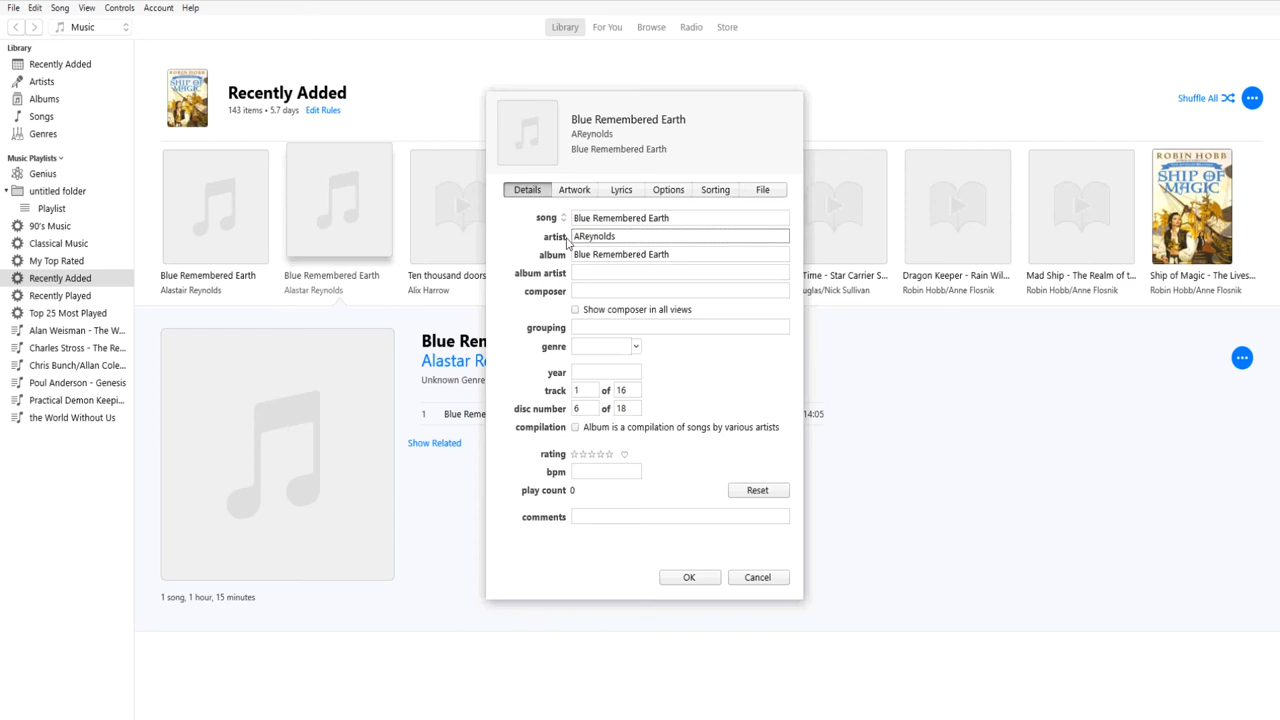 File Edit Song View Controls Account Help
Music
Library For You Browse Radio Store
Library
Recently Added
Artists
Albums
Songs
Genres
Music Playlists
Genius
untitled folder
Playlist
90's Music
Classical Music
My Top Rated
Recently Added
Recently Played
Top 25 Most Played
Alan Weisman - The W...
Charles Stross - The Re...
Chris Bunch/Allan Cole...
Poul Anderson - Genesis
Practical Demon Keepi...
the World Without Us
ROBIN HOBB
SHIP OF
MAGIC
Recently Added
143 items • 5.7 days Edit Rules
Shuffle All
Blue Remembered Earth
Alastair Reynolds
Blue Remembered Earth
Alastar Reynolds
Ten thousand doors
Alix Harrow
Time - Star Carrier S...
uglas/Nick Sullivan
Dragon Keeper - Rain Wil...
Robin Hobb/Anne Flosnik
Mad Ship - The Realm of t...
Robin Hobb/Anne Flosnik
ROBIN HOBB
SHIP OF
MAGIC
Ship of Magic - The Lives...
Robin Hobb/Anne Flosnik
Blue Rem
Alastar Re
Unknown Genre
1 Blue Reme
14:05
Show Related
1 song, 1 hour, 15 minutes
Blue Remembered Earth
AReynolds
Blue Remembered Earth
Details Artwork Lyrics Options Sorting File
song Blue Remembered Earth
artist AReynolds
album Blue Remembered Earth
album artist
composer
Show composer in all views
grouping
genre
year
track 1 of 16
disc number 6 of 18
compilation Album is a compilation of songs by various artists
rating
bpm
play count 0 Reset
comments
OK Cancel